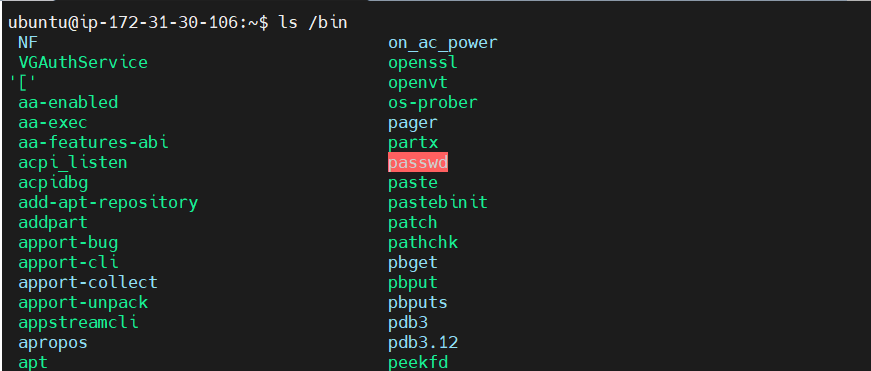 ubuntu@ip-172-31-30-106:~$ ls /bin
NF on_ac_power
VGAuthService openssl
'[' openvt
aa-enabled os-prober
aa-exec pager
aa-features-abi partx
acpi_listen passwd
acpidbg paste
add-apt-repository pastebinit
addpart patch
apport-bug pathchk
apport-cli pbget
apport-collect pbput
apport-unpack pbputs
appstreamcli pdb3
apropos pdb3.12
apt peekfd